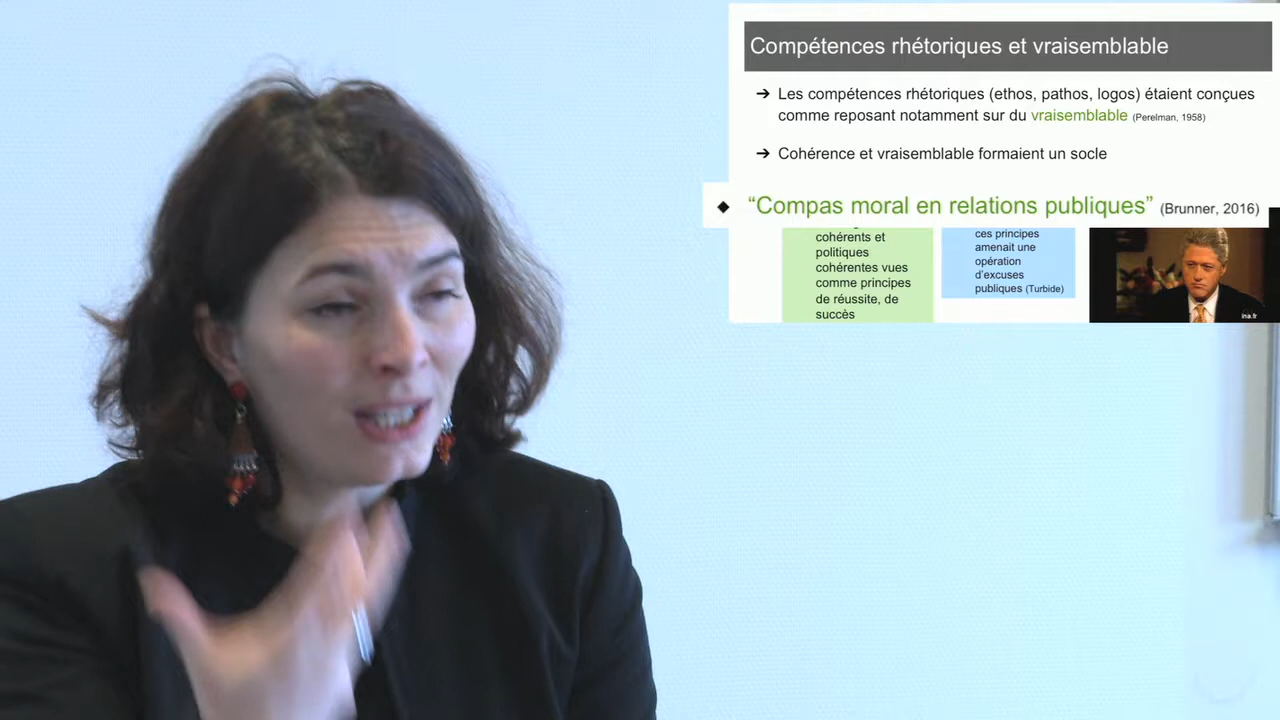 Compétences rhétoriques et vraisemblable
➔ Les compétences rhétoriques (ethos, pathos, logos) étaient conçues
comme reposant notamment sur du vraisemblable (Perelman, 1958)
➔ Cohérence et vraisemblable formaient un socle
◆ “Compas moral en relations publiques” (Brunner, 2016)
cohérents et
politiques
cohérentes vues
comme principes
de réussite, de
succès
ces principes
amenait une
opération
d’excuses
publiques (Turbide)
ina.fr